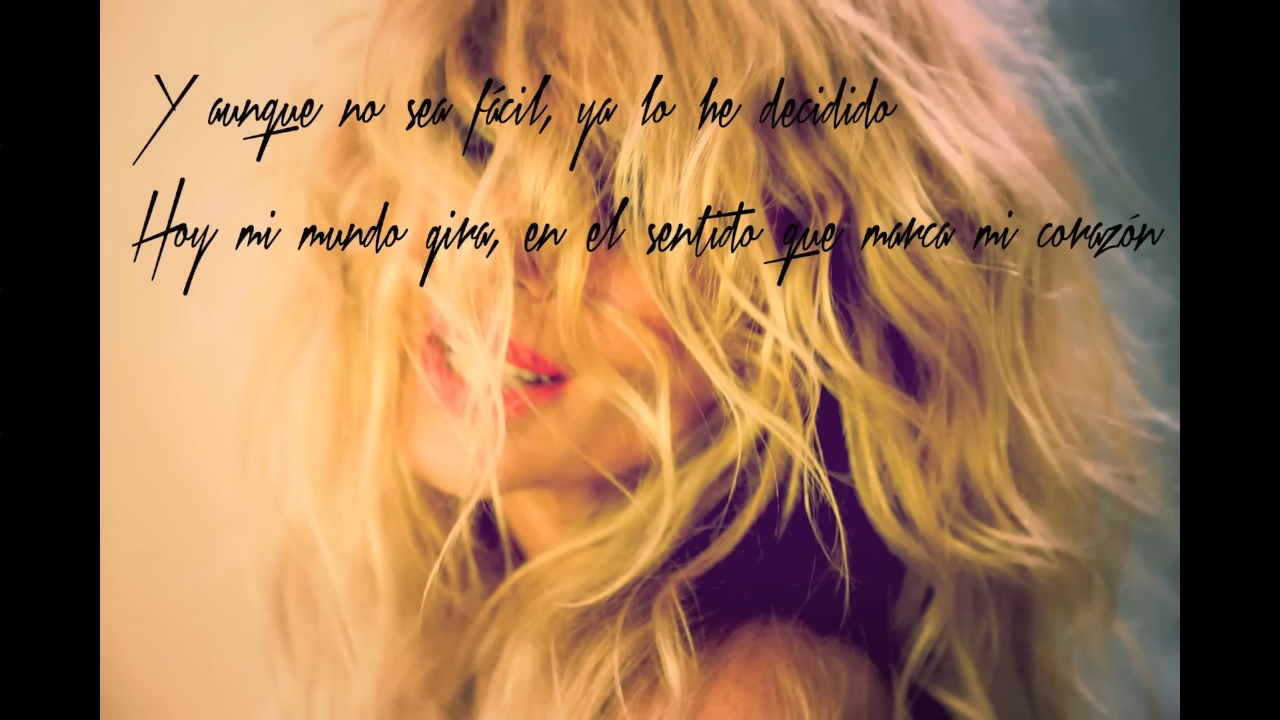 Y aunque no sea fácil, ya lo he decidido
Hoy mi mundo gira, en el sentido que marca mi corazón